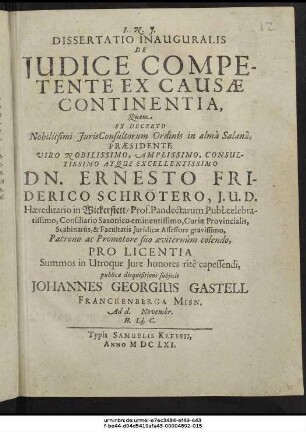 I. N. J.
DISSERTATIO INAUGURALIS
DE
JUDICE COMPE-
TENTE EX CAUSÆ
CONTINENTIA,
Quam
EX DECRETO
Nobilissimi JurisConsultorum Ordinis in almâ Salanâ,
PRÆSIDENTE
VIRO NOBILISSIMO, AMPLISSIMO, CONSUL-
TISSIMO ATQUE EXCELLENTISSIMO
DN. ERNESTO FRI-
DERICO SCHRÖTERO, J.U.D.
Hæreditario in Wickerstett, Prof. Pandectarum Publ. celebra-
tissimo, Consiliario Saxonico eminentissimo, Curiæ Provincialis,
Scabinatus, & Facultatis Juridicæ Assessore gravissimo,
Patrono ac Promotore suo æviternùm colendo,
PRO LICENTIA
Summos in Utroque Jure honores ritè capessendi,
publicæ disquisitioni subjicit
JOHANNES GEORGIUS GASTELL
FRANCKENBERGA MISN.
Ad d. Novembr.
H. L. C.
Typis SAMUELIS KREBSII,
ANNO M DC LXI.